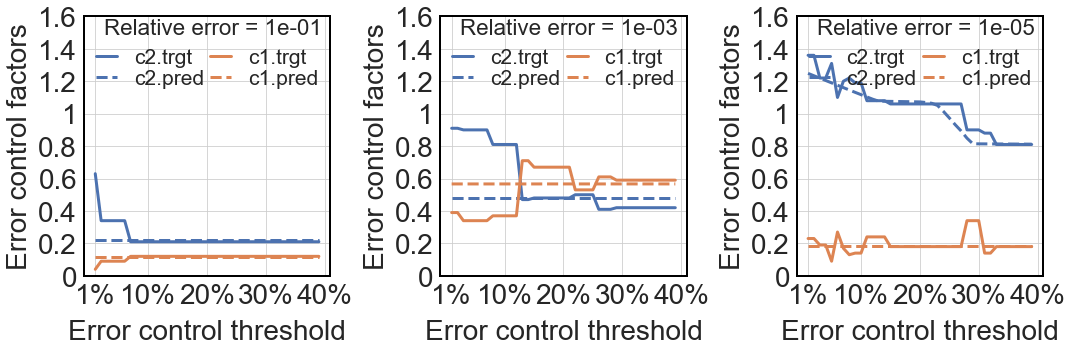 Error control factors
1.6
1.4
1.2
1
0.8
0.6
0.4
0.2
0
Relative error = 1e-01
c2.trgt c1.trgt
c2.pred c1.pred
1% 10% 20% 30% 40%
Error control threshold
Error control factors
1.6
1.4
1.2
1
0.8
0.6
0.4
0.2
0
Relative error = 1e-03
c2.trgt c1.trgt
c2.pred c1.pred
1% 10% 20% 30% 40%
Error control threshold
Error control factors
1.6
1.4
1.2
1
0.8
0.6
0.4
0.2
0
Relative error = 1e-05
c2.trgt c1.trgt
c2.pred c1.pred
1% 10% 20% 30% 40%
Error control threshold